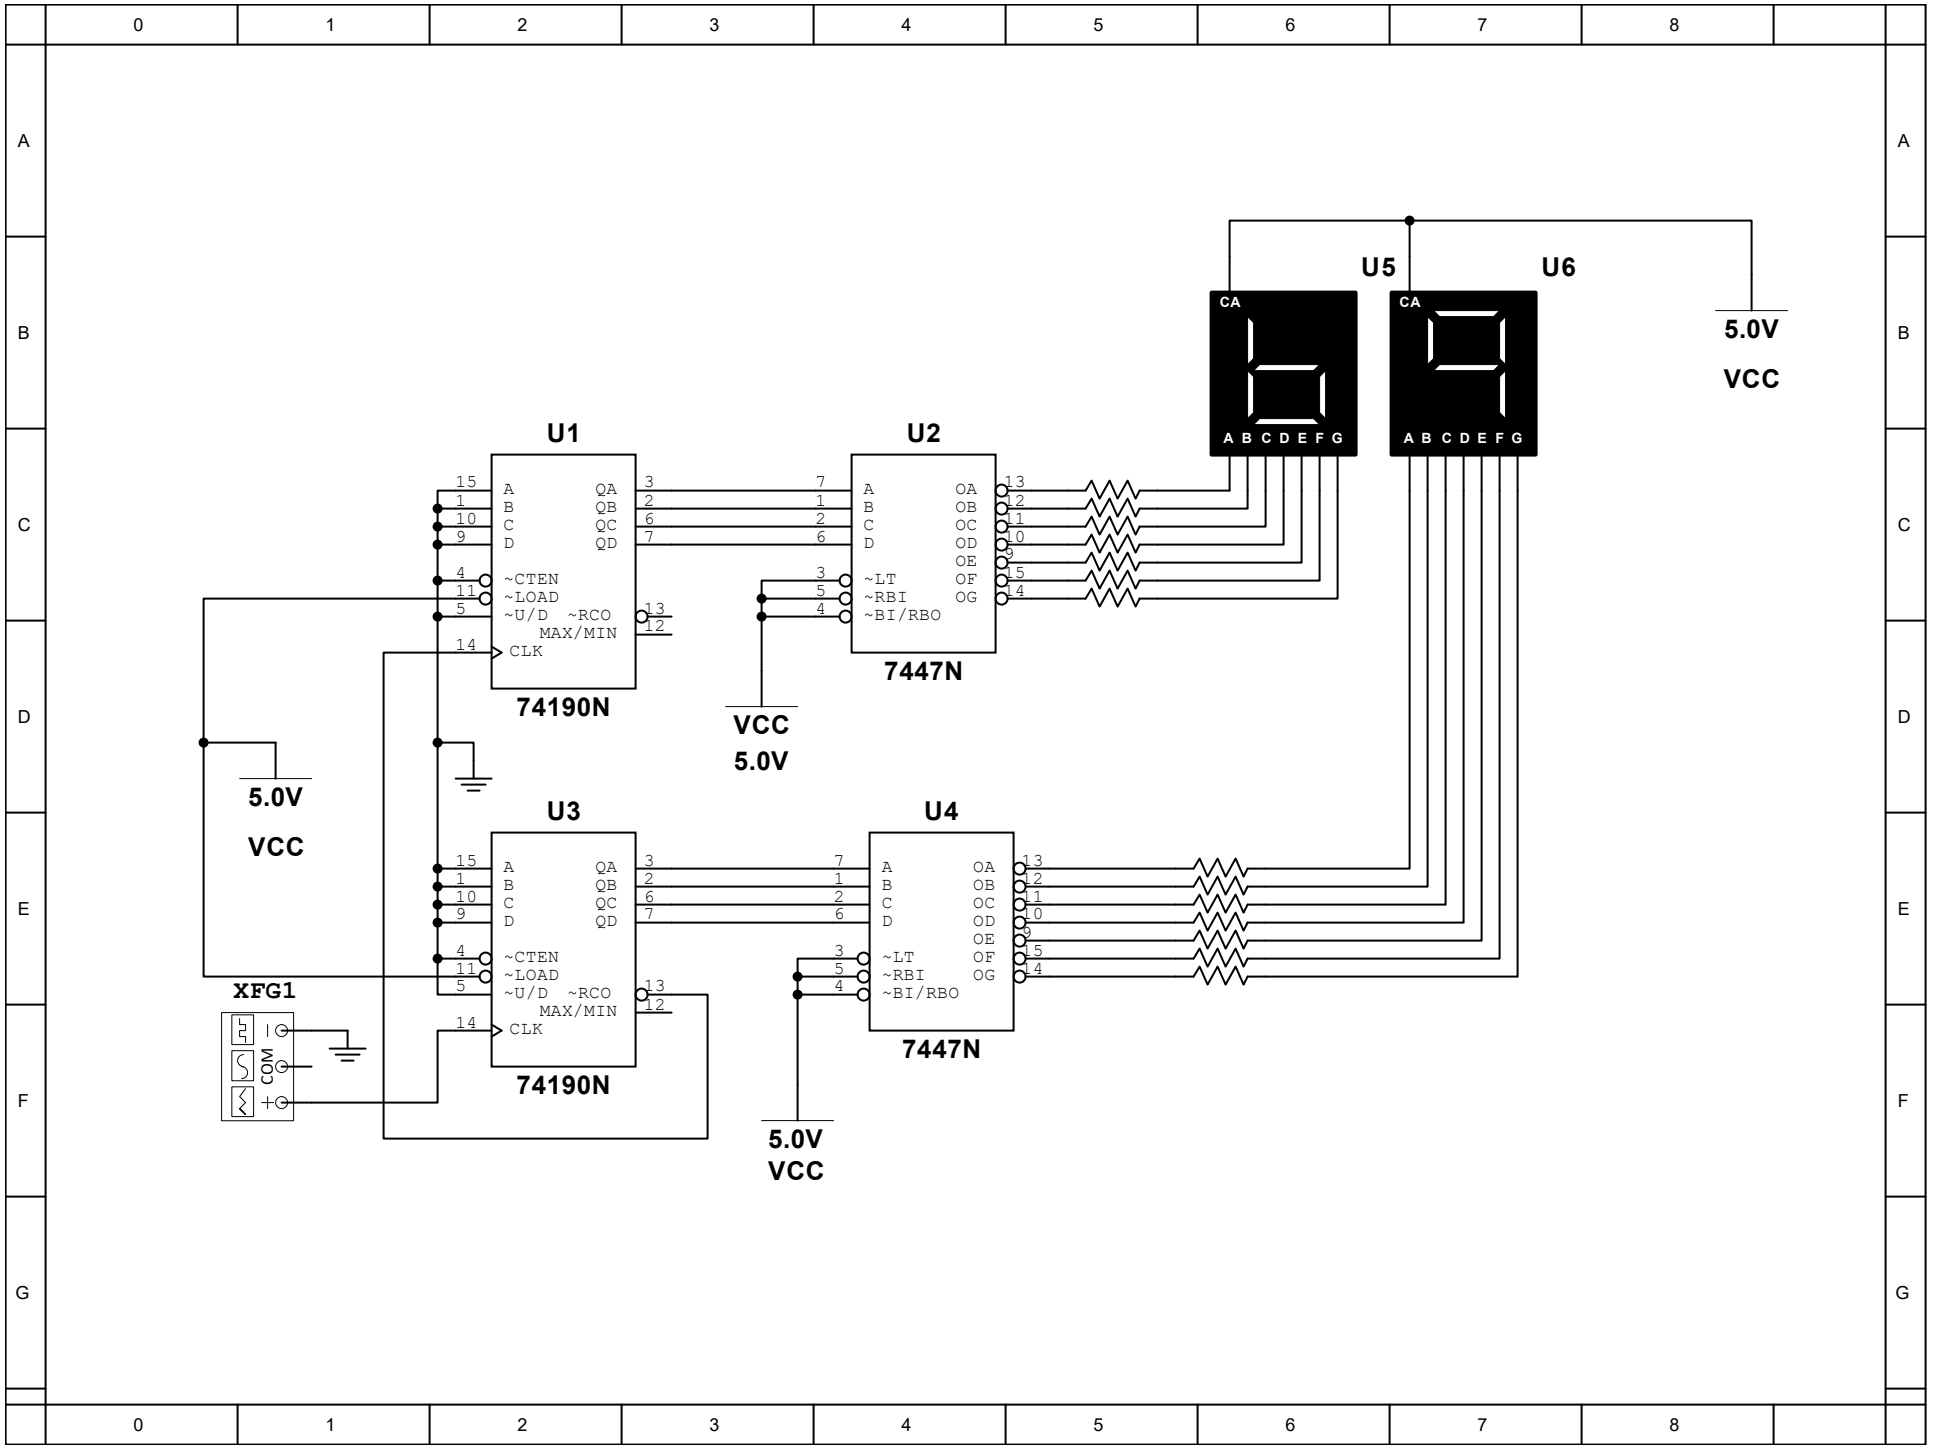 0 1 2 3 4 5 6 7 8
A A
U5 U6
CA CA
B B
5.0V
VCC
A B C D E F G A B C D E F G
U1 U2
C C
15 A QA 3 7 A OA 13
1 B QB 2 1 B OB 12
10 C QC 6 2 C OC 11
9 D QD 7 6 D OD 10
OE 9
4 ~CTEN 3 ~LT OF 15
11 ~LOAD 5 ~RBI OG 14
5 ~U/D ~RCO 13 4 ~BI/RBO
MAX/MIN 12
14 CLK
7447N
74190N
D D
VCC
5.0V
5.0V
VCC
U3 U4
15 A QA 3 7 A OA 13
1 B QB 2 1 B OB 12
10 C QC 6 2 C OC 11
9 D QD 7 6 D OD 10
E E
OE 9
4 ~CTEN 3 ~LT OF 15
11 ~LOAD 5 ~RBI OG 14
5 ~U/D ~RCO 13 4 ~BI/RBO
MAX/MIN 12
14 CLK
XFG1
COM
7447N
74190N
F F
5.0V
VCC
G G
0 1 2 3 4 5 6 7 8